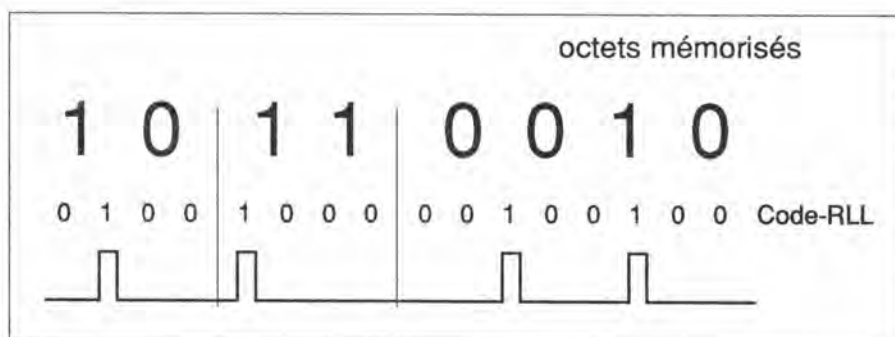 octets mémorisés
1 0 1 1 0 0 1 0
0 1 0 0 1 0 0 0 0 0 1 0 0 1 0 0 Code-RLL